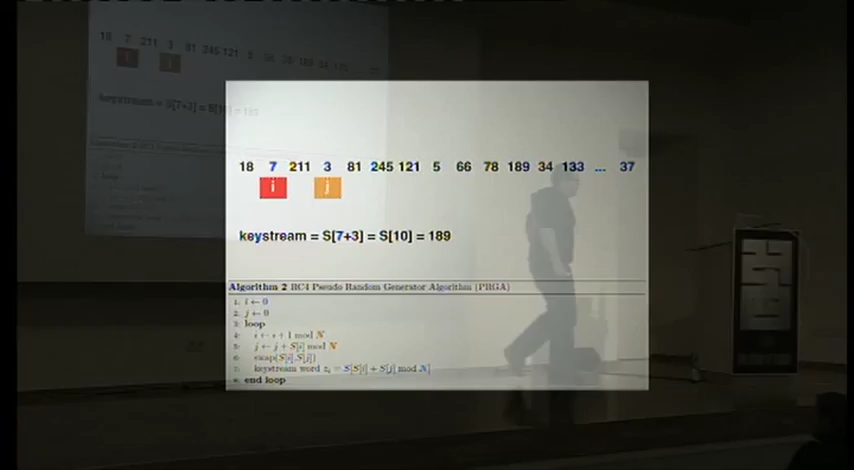 18 7 211 3 81 245 121 5 66 78 189 34 133 ... 37
i j
keystream = S[7+3] = S[10] = 189
Algorithm 2 RC4 Pseudo Random Generator Algorithm (PRGA)
1: i ← 0
2: j ← 0
3: loop
4: i ← i + 1 mod N
5: j ← j + S[i] mod N
6: swap(S[i],S[j])
7: keystream word zᵢ = S[S[i] + S[j] mod N]
8: end loop